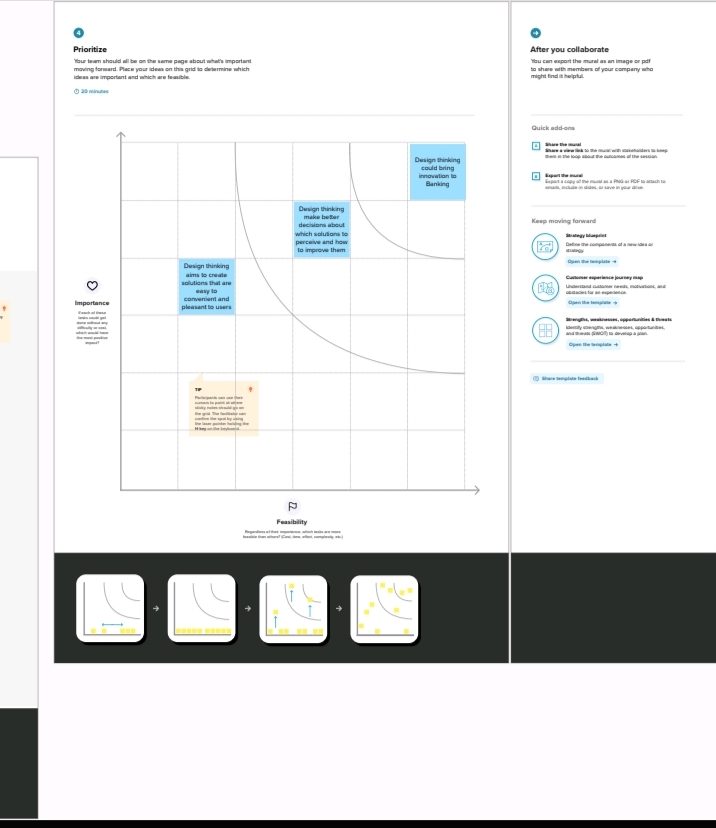 4
Prioritize
Your team should all be on the same page about what's important
moving forward. Place your ideas on this grid to determine which
ideas are important and which are feasible.
20 minutes
Design thinking
could bring
innovation to
Banking
Design thinking
make better
decisions about
which solutions to
perceive and how
to improve them
Design thinking
aims to create
solutions that are
easy to
convenient and
pleasent to users
Importance
If each of these
tasks could get
done without any
difficulty or cost,
which would have
the most positive
impact?
TIP
Participants can use their
cursors to point at where
sticky notes should go on
the grid. The facilitator can
confirm the spot by using
the laser pointer holding the
H key on the keyboard.
Feasibility
Regardless of their importance, which tasks are more
feasible than others? (Cost, time, effort, complexity, etc.)
After you collaborate
You can export the mural as an image or pdf
to share with members of your company who
might find it helpful.
Quick add-ons
A
Share the mural
Share a view link to the mural with stakeholders to keep
them in the loop about the outcomes of the session.
B
Export the mural
Export a copy of the mural as a PNG or PDF to attach to
emails, include in slides, or save in your drive.
Keep moving forward
Strategy blueprint
Define the components of a new idea or
strategy.
Open the template →
Customer experience journey map
Understand customer needs, motivations, and
obstacles for an experience.
Open the template →
Strengths, weaknesses, opportunities & threats
Identify strengths, weaknesses, opportunities,
and threats (SWOT) to develop a plan.
Open the template →
Share template feedback